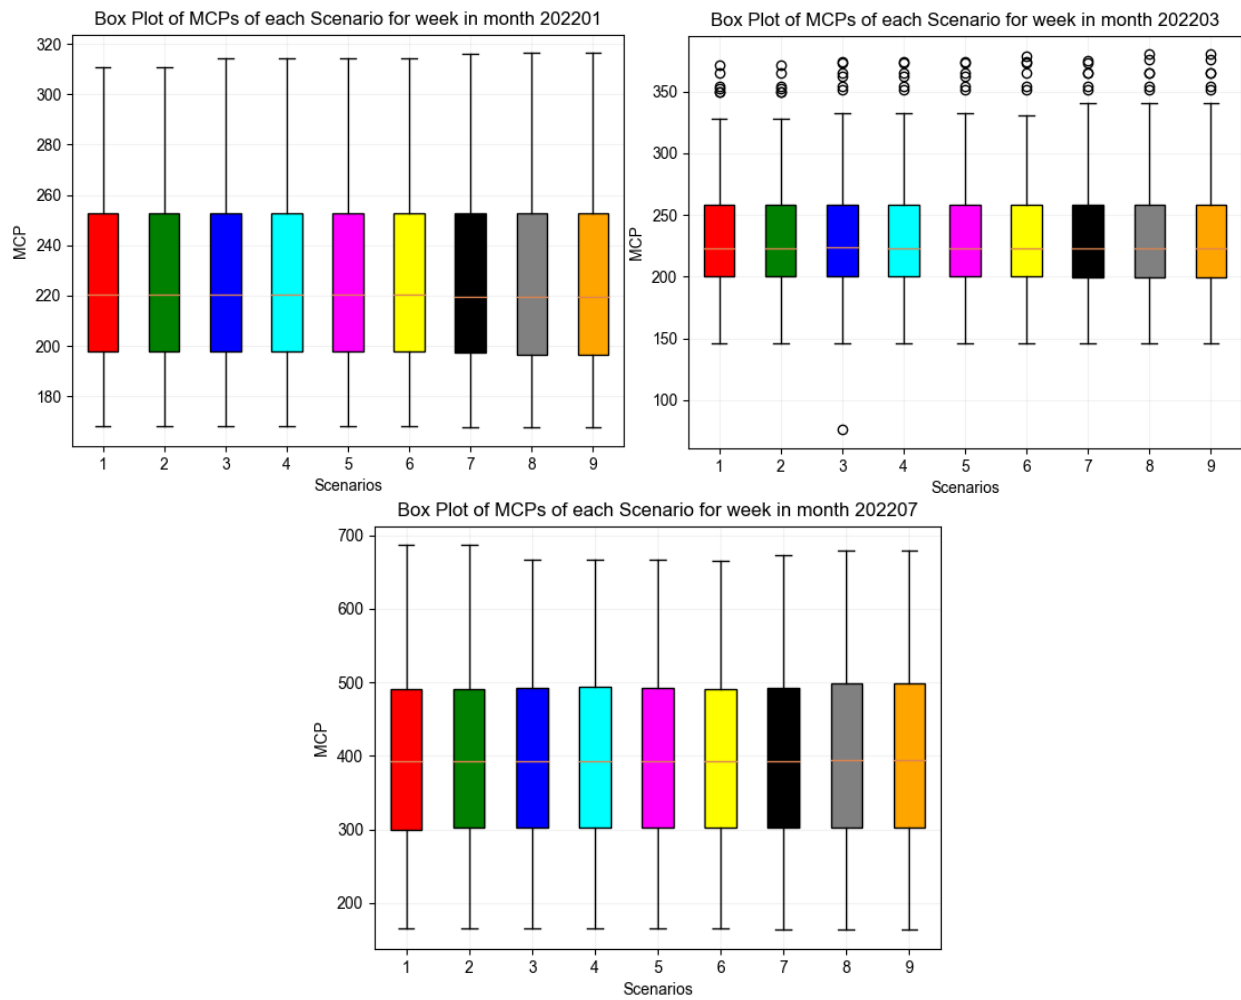 Box Plot of MCPs of each Scenario for week in month 202201
320
300
280
260
240
220
200
180
MCP
1 2 3 4 5 6 7 8 9
Scenarios
Box Plot of MCPs of each Scenario for week in month 202203
350
300
250
200
150
100
MCP
1 2 3 4 5 6 7 8 9
Scenarios
Box Plot of MCPs of each Scenario for week in month 202207
700
600
500
400
300
200
MCP
1 2 3 4 5 6 7 8 9
Scenarios